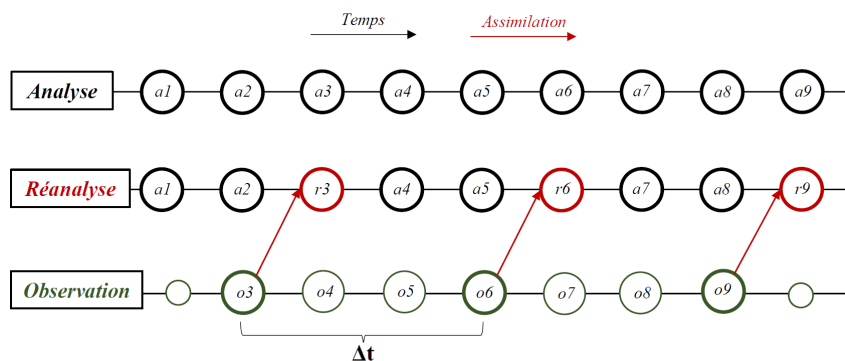 Temps Assimilation
Analyse a1 a2 a3 a4 a5 a6 a7 a8 a9
Réanalyse a1 a2 r3 a4 a5 r6 a7 a8 r9
Observation o3 o4 o5 o6 o7 o8 o9
Δt